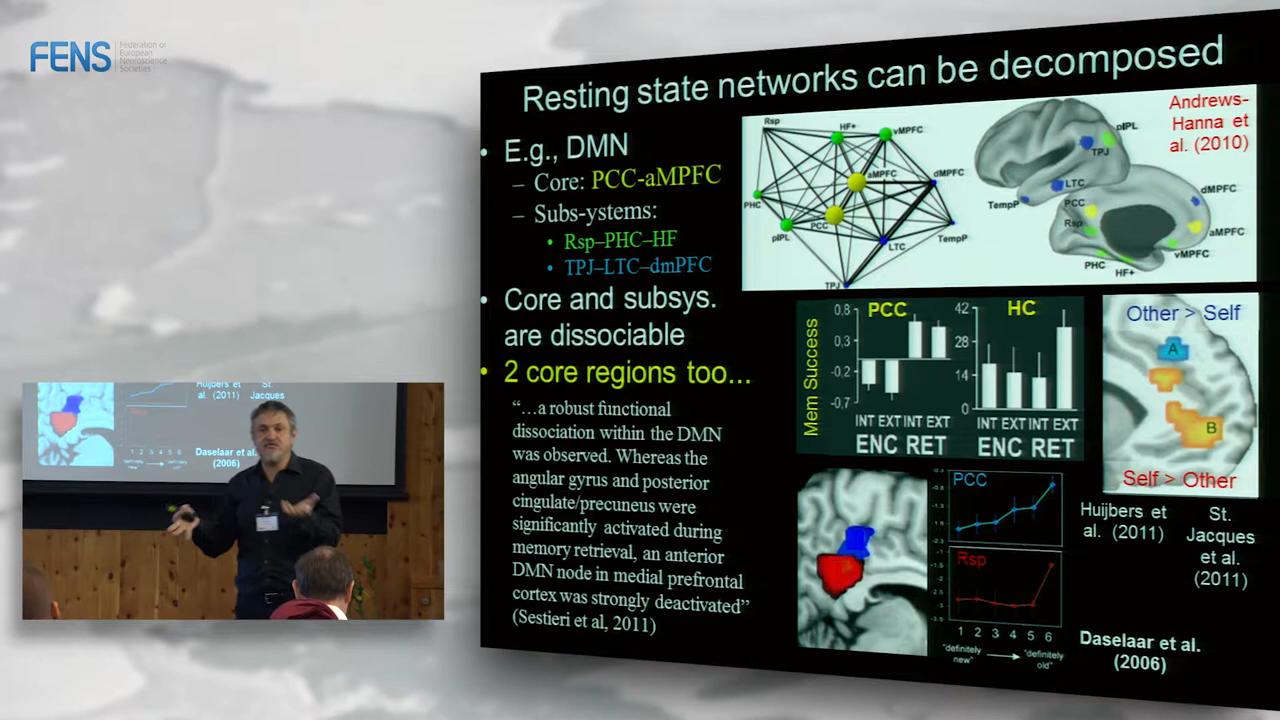 FENS
Federation of
European
Neuroscience
Societies
Resting state networks can be decomposed
• E.g., DMN
– Core: PCC-aMPFC
– Subs-ystems:
• Rsp–PHC–HF
• TPJ–LTC–dmPFC
• Core and subsys.
are dissociable
• 2 core regions too...
“...a robust functional
dissociation within the DMN
was observed. Whereas the
angular gyrus and posterior
cingulate/precuneus were
significantly activated during
memory retrieval, an anterior
DMN node in medial prefrontal
cortex was strongly deactivated”
(Sestieri et al, 2011)
Rsp
HF+
vMPFC
aMPFC
dMPFC
PHC
PCC
pIPL
LTC
TempP
TPJ
pIPL
TPJ
LTC
TempP
PCC
Rsp
PHC
HF+
dMPFC
aMPFC
vMPFC
Andrews-
Hanna et
al. (2010)
Mem Success
PCC
0,8
0,3
-0,2
-0,7
INT EXT INT EXT
ENC RET
HC
42
28
14
0
INT EXT INT EXT
ENC RET
Other > Self
A
B
Self > Other
Huijbers et
al. (2011)
St.
Jacques
et al.
(2011)
PCC
Rsp
1 2 3 4 5 6
"definitely
new"
"definitely
old"
Daselaar et al.
(2006)
Huijbers et
al. (2011)
St.
Jacques
Rsp
1 2 3 4 5 6
Daselaar et
(2006)